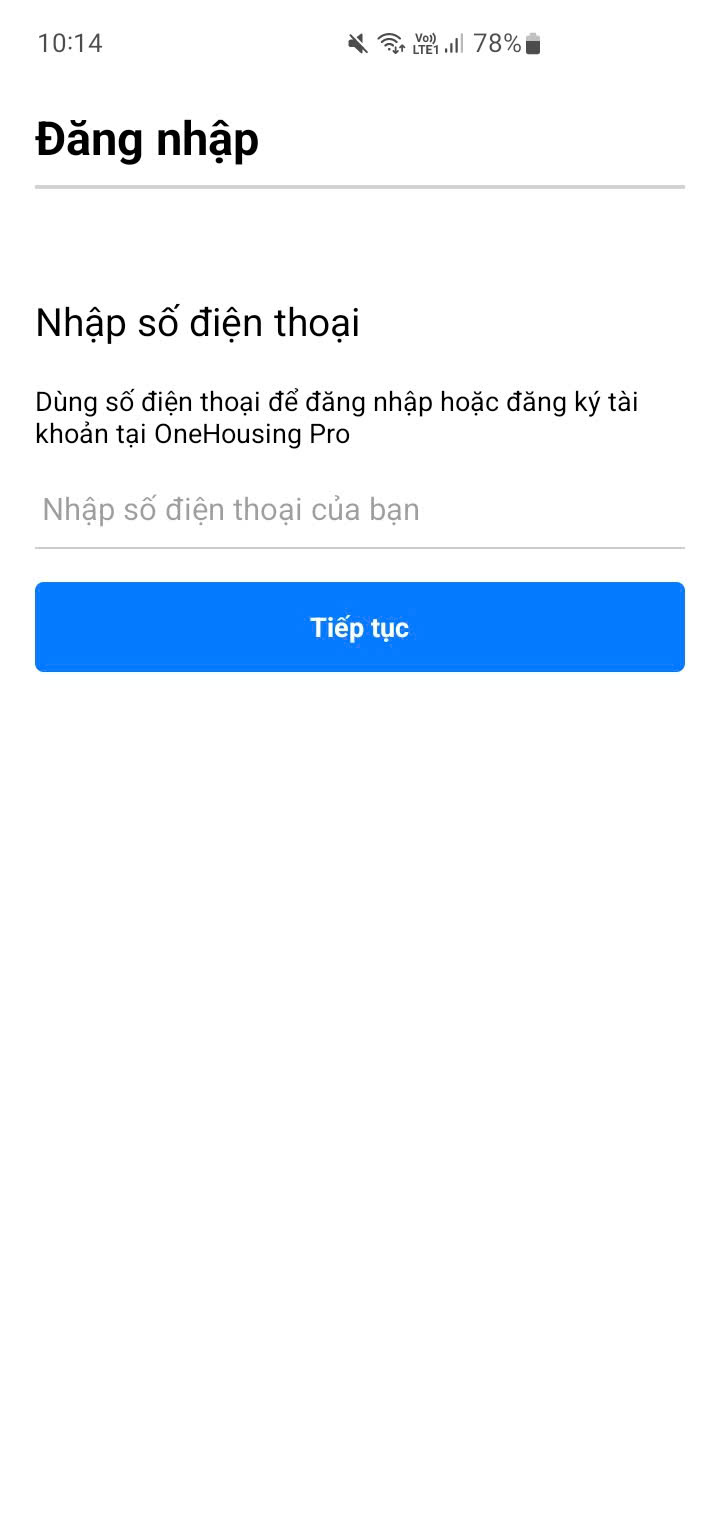 10:14
Vo))
LTE1
78%
Đăng nhập
Nhập số điện thoại
Dùng số điện thoại để đăng nhập hoặc đăng ký tài
khoản tại OneHousing Pro
Nhập số điện thoại của bạn
Tiếp tục